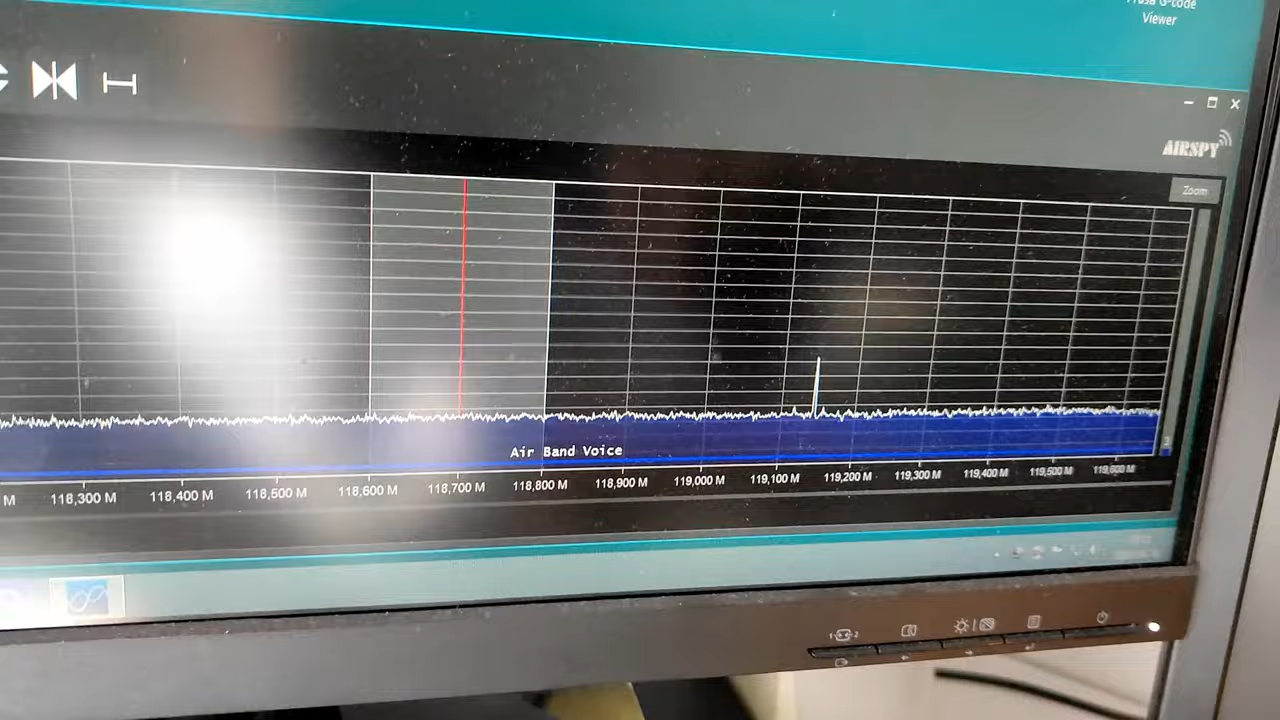 Prusa G-code
Viewer
AIRSPY
Zoom
Air Band Voice
M 118,300 M 118,400 M 118,500 M 118,600 M 118,700 M 118,800 M 118,900 M 119,000 M 119,100 M 119,200 M 119,300 M 119,400 M 119,500 M 119,600 M